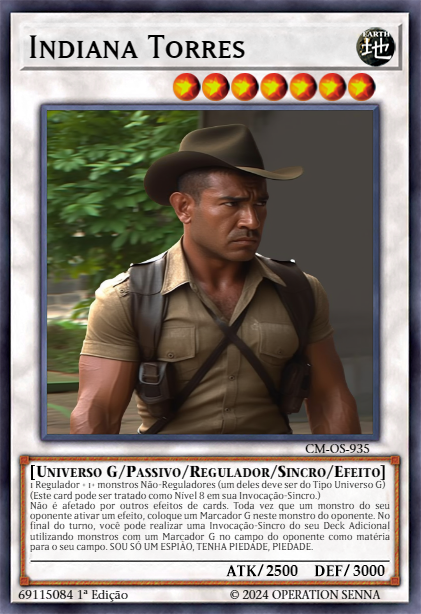 INDIANA TORRES
EARTH
地
CM-OS-935
[UNIVERSO G/PASSIVO/REGULADOR/SINCRO/EFEITO]
1 Regulador + 1+ monstros Não-Reguladores (um deles deve ser do Tipo Universo G)
(Este card pode ser tratado como Nível 8 em sua Invocação-Sincro.)
Não é afetado por outros efeitos de cards. Toda vez que um monstro do seu
oponente ativar um efeito, coloque um Marcador G neste monstro do oponente. No
final do turno, você pode realizar uma Invocação-Sincro do seu Deck Adicional
utilizando monstros com um Marcador G no campo do oponente como matéria
para o seu campo. SOU SÓ UM ESPIÃO, TENHA PIEDADE, PIEDADE.
ATK/2500 DEF/3000
69115084 1ª Edição © 2024 OPERATION SENNA